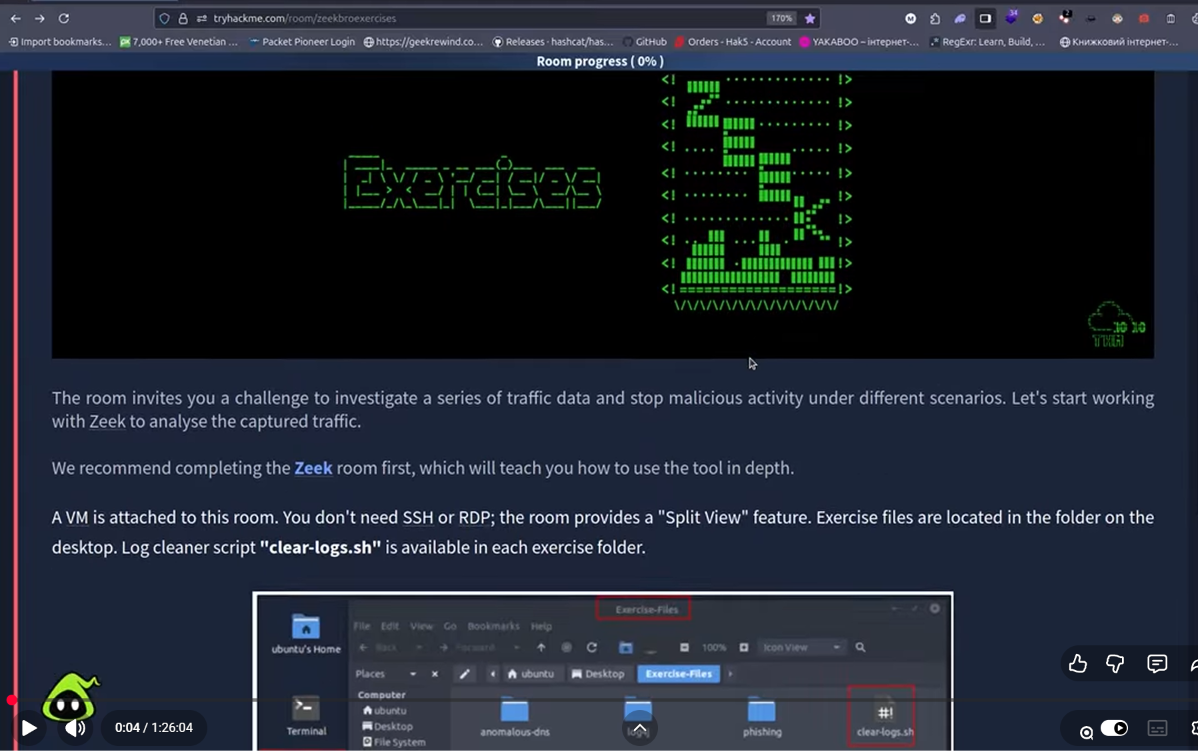 tryhackme.com/room/zeekbroexercises
170%
Import bookmarks... 7,000+ Free Venetian ... Packet Pioneer Login https://geekrewind.co... Releases · hashcat/has... GitHub Orders - Hak5 - Account YAKABOO – інтернет-... RegExr: Learn, Build, ... Книжковий інтернет-...
Room progress ( 0% )
Exercises
ZEEK
THM
The room invites you a challenge to investigate a series of traffic data and stop malicious activity under different scenarios. Let's start working
with Zeek to analyse the captured traffic.
We recommend completing the Zeek room first, which will teach you how to use the tool in depth.
A VM is attached to this room. You don't need SSH or RDP; the room provides a "Split View" feature. Exercise files are located in the folder on the
desktop. Log cleaner script "clear-logs.sh" is available in each exercise folder.
Exercise-Files
ubuntu's Home
File Edit View Go Bookmarks Help
Back Forward 100% Icon View
Places ubuntu Desktop Exercise-Files
Computer
ubuntu
Desktop
File System
Terminal
anomalous-dns
phishing
#!
clear-logs.sh
0:04 / 1:26:04